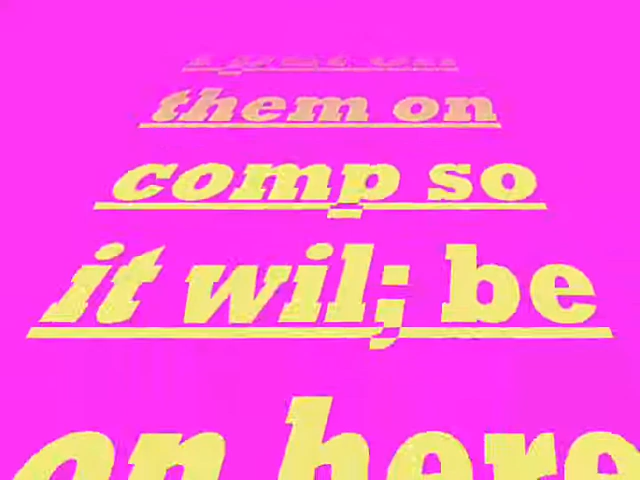 them on
comp so
it wil; be
on here